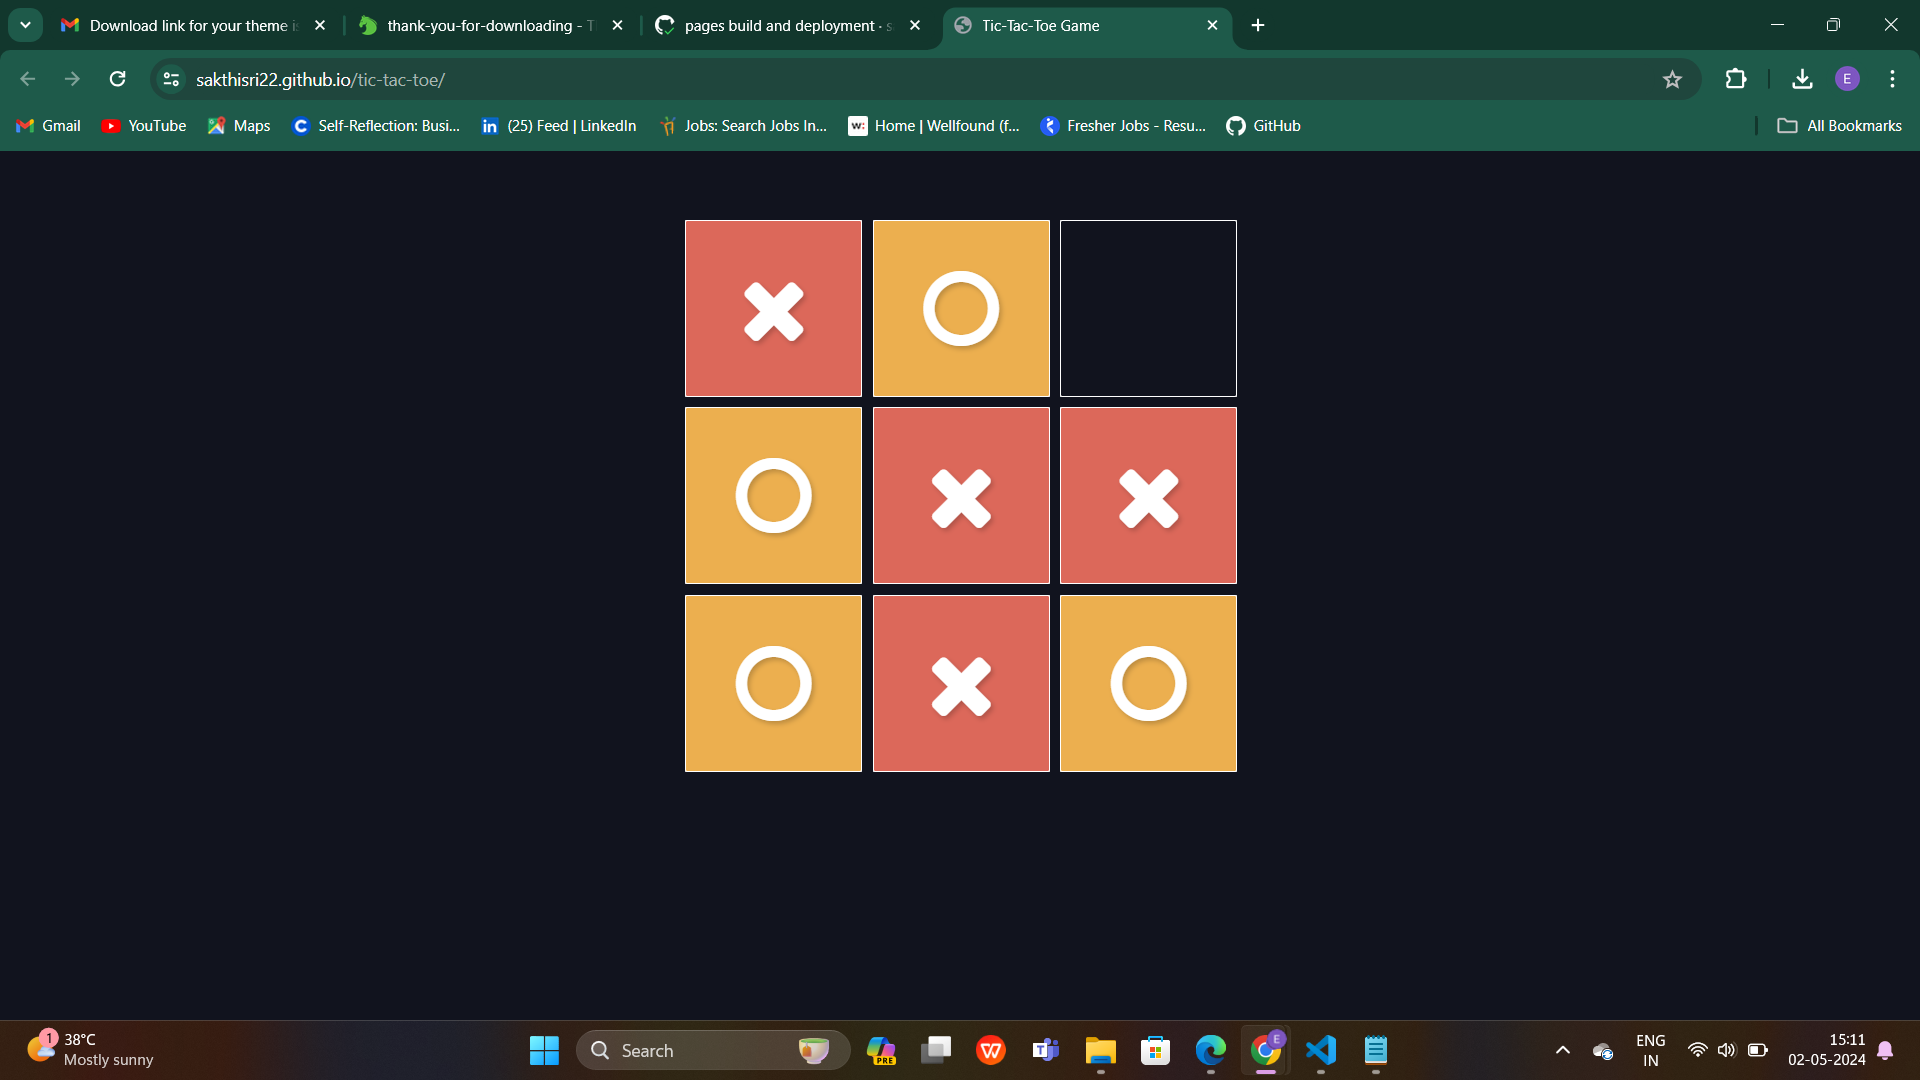 Download link for your theme i
thank-you-for-downloading - T
pages build and deployment · s
Tic-Tac-Toe Game
sakthisri22.github.io/tic-tac-toe/
E
Gmail
YouTube
Maps
Self-Reflection: Busi...
(25) Feed | LinkedIn
Jobs: Search Jobs In...
Home | Wellfound (f...
Fresher Jobs - Resu...
GitHub
All Bookmarks
1
38°C
Mostly sunny
Search
PRE
E
ENG
IN
15:11
02-05-2024